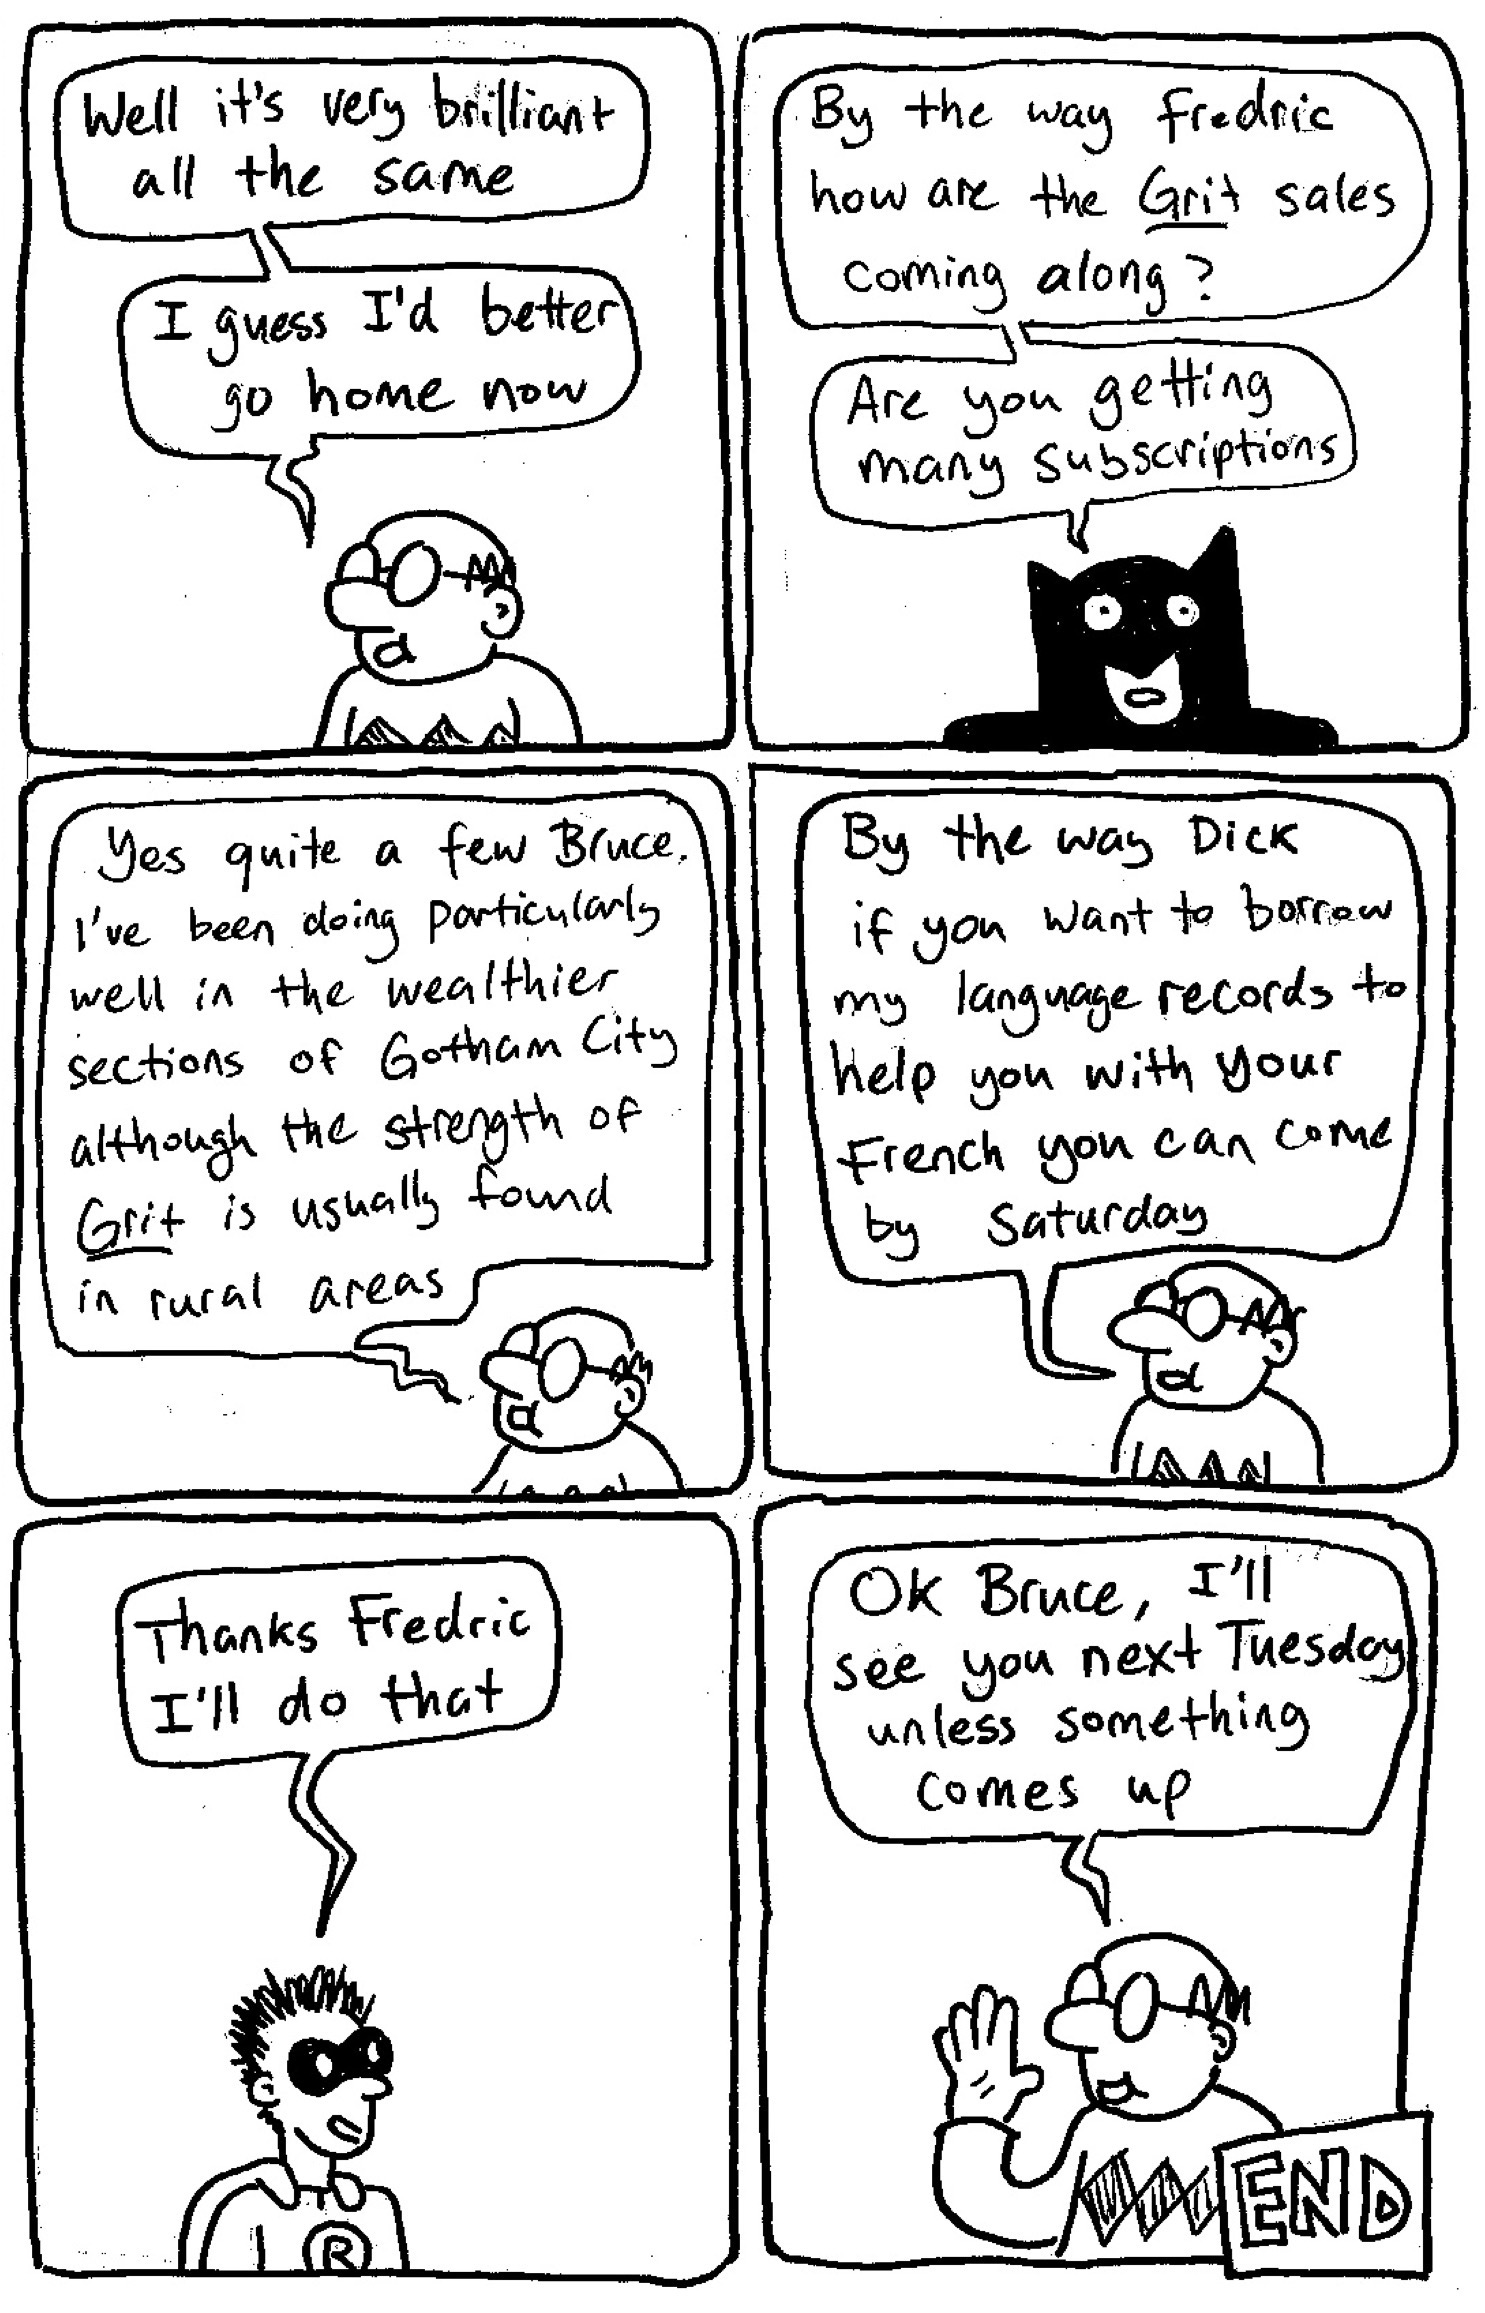 Well it's very brilliant
all the same
I guess I'd better
go home now
By the way Fredric
how are the Grit sales
coming along?
Are you getting
many subscriptions
Yes quite a few Bruce.
I've been doing particularly
well in the wealthier
sections of Gotham City
although the strength of
Grit is usually found
in rural areas
By the way Dick
if you want to borrow
my language records to
help you with your
French you can come
by Saturday
Thanks Fredric
I'll do that
R
Ok Bruce, I'll
see you next Tuesday
unless something
comes up
END